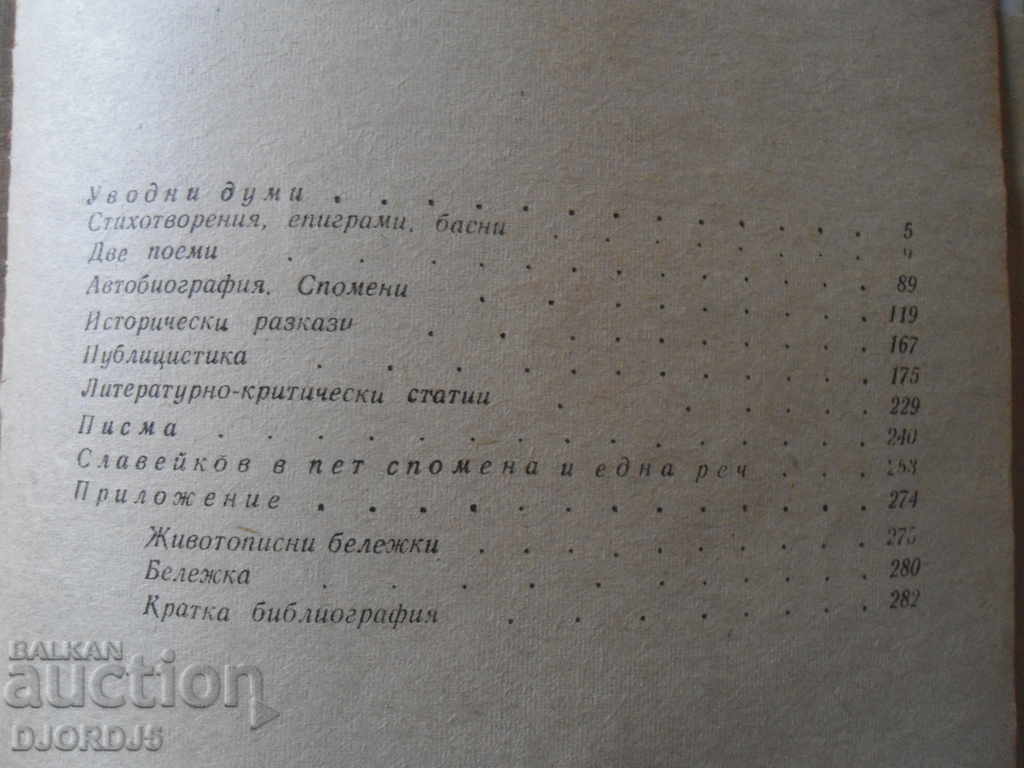 Уводни думи . . . . . . . . . . . 5
Стихотворения, епиграми, басни . . . . . . . 9
Две поеми . . . . . . . . . 89
Автобиография. Спомени . . . . . . 119
Исторически разкази . . . . . . . 167
Публицистика . . . . . . . . 175
Литературно-критически статии . . . . . 229
Писма . . . . . . . . . . . . 240
Славейков в пет спомена и една реч . . .
Приложение . . . . . . . . . . . 274
Животописни бележки . . . . . . . . 275
Бележка . . . . . . . . 280
Кратка библиография . . . . . . 282
BALKAN
auction
DJORDJ5